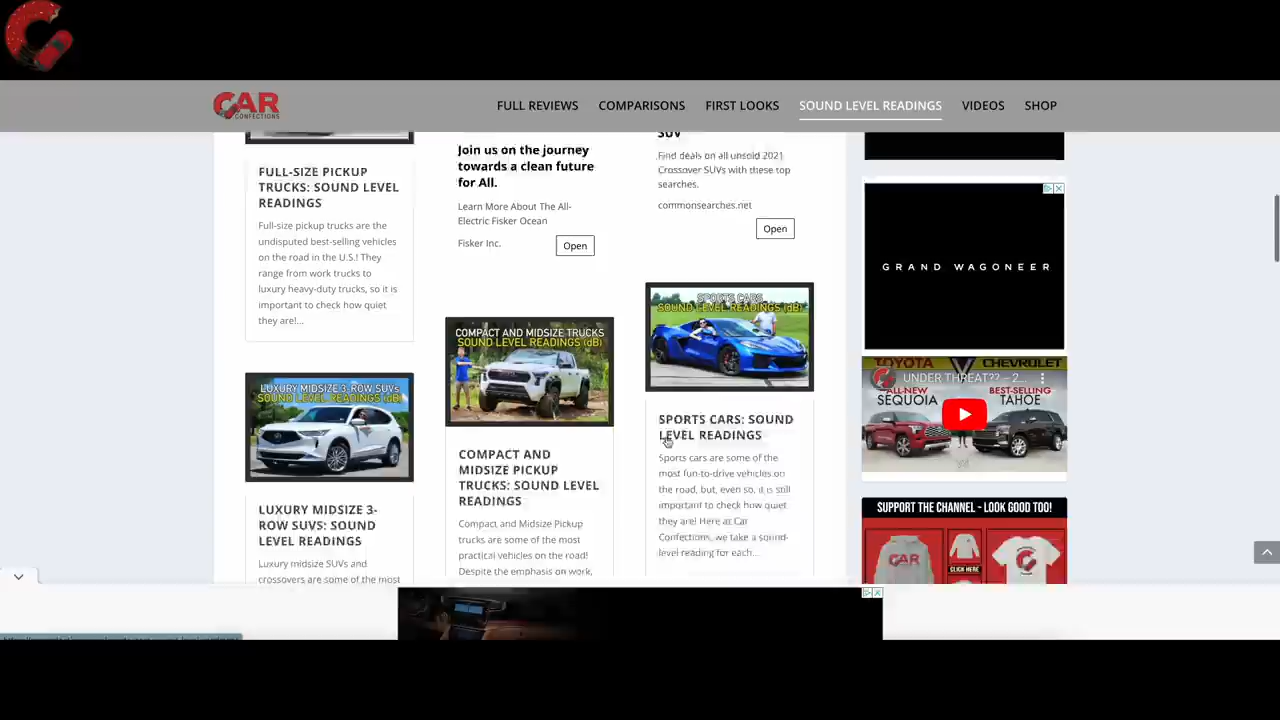 CAR
CONFECTIONS
FULL REVIEWS
COMPARISONS
FIRST LOOKS
SOUND LEVEL READINGS
VIDEOS
SHOP
FULL-SIZE PICKUP
TRUCKS: SOUND LEVEL
READINGS
Full-size pickup trucks are the
undisputed best-selling vehicles
on the road in the U.S.! They
range from work trucks to
luxury heavy-duty trucks, so it is
important to check how quiet
they are!...
LUXURY MIDSIZE 3-ROW SUVs
SOUND LEVEL READINGS (dB)
LUXURY MIDSIZE 3-
ROW SUVS: SOUND
LEVEL READINGS
Luxury midsize SUVs and
crossovers are some of the most
Join us on the journey
towards a clean future
for All.
Learn More About The All-
Electric Fisker Ocean
Fisker Inc.
Open
COMPACT AND MIDSIZE TRUCKS
SOUND LEVEL READINGS (dB)
COMPACT AND
MIDSIZE PICKUP
TRUCKS: SOUND LEVEL
READINGS
Compact and Midsize Pickup
trucks are some of the most
practical vehicles on the road!
Despite the emphasis on work,
SUV
Find deals on all unsold 2021
Crossover SUVs with these top
searches.
commonsearches.net
Open
SPORTS CARS
SOUND LEVEL READINGS (dB)
SPORTS CARS: SOUND
LEVEL READINGS
Sports cars are some of the
most fun-to-drive vehicles on
the road, but, even so, it is still
important to check how quiet
they are! Here at Car
Confections, we take a sound-
level reading for each...
GRAND WAGONEER
TOYOTA
CHEVROLET
UNDER THREAT?? – 2...
ALL-NEW
SEQUOIA
BEST-SELLING
TAHOE
SUPPORT THE CHANNEL - LOOK GOOD TOO!
CAR
CLICK HERE